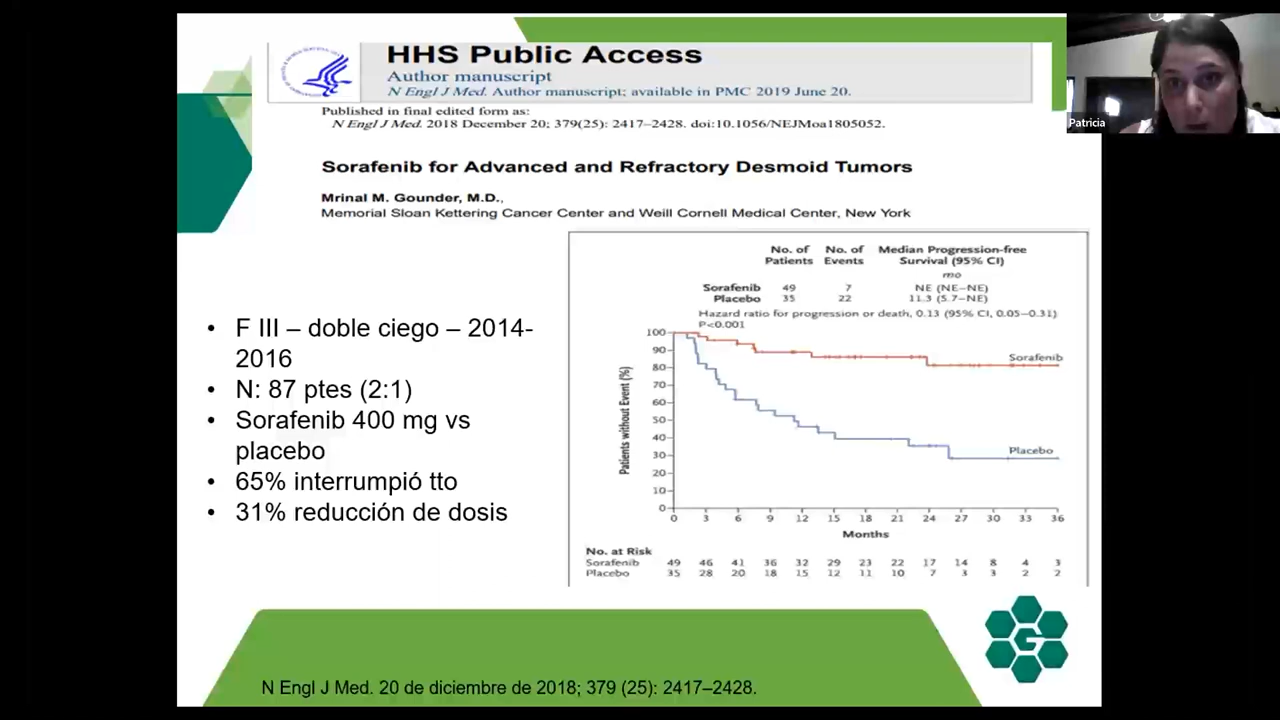 HHS Public Access
Author manuscript
N Engl J Med. Author manuscript; available in PMC 2019 June 20.
Published in final edited form as:
N Engl J Med. 2018 December 20; 379(25): 2417–2428. doi:10.1056/NEJMoa1805052.
Patricia
Sorafenib for Advanced and Refractory Desmoid Tumors
Mrinal M. Gounder, M.D.,
Memorial Sloan Kettering Cancer Center and Weill Cornell Medical Center, New York
• F III – doble ciego – 2014-
2016
• N: 87 ptes (2:1)
• Sorafenib 400 mg vs
placebo
• 65% interrumpió tto
• 31% reducción de dosis
No. of Patients No. of Events Median Progression-free Survival (95% CI)
mo
Sorafenib 49 7 NE (NE–NE)
Placebo 35 22 11.3 (5.7–NE)
Hazard ratio for progression or death, 0.13 (95% CI, 0.05–0.31)
P<0.001
Patients without Event (%)
100
90
80
70
60
50
40
30
20
10
0
Sorafenib
Placebo
0 3 6 9 12 15 18 21 24 27 30 33 36
Months
No. at Risk
Sorafenib 49 46 41 36 32 29 23 22 17 14 8 4 3
Placebo 35 28 20 18 15 12 11 10 7 3 3 2 2
G
N Engl J Med. 20 de diciembre de 2018; 379 (25): 2417–2428.